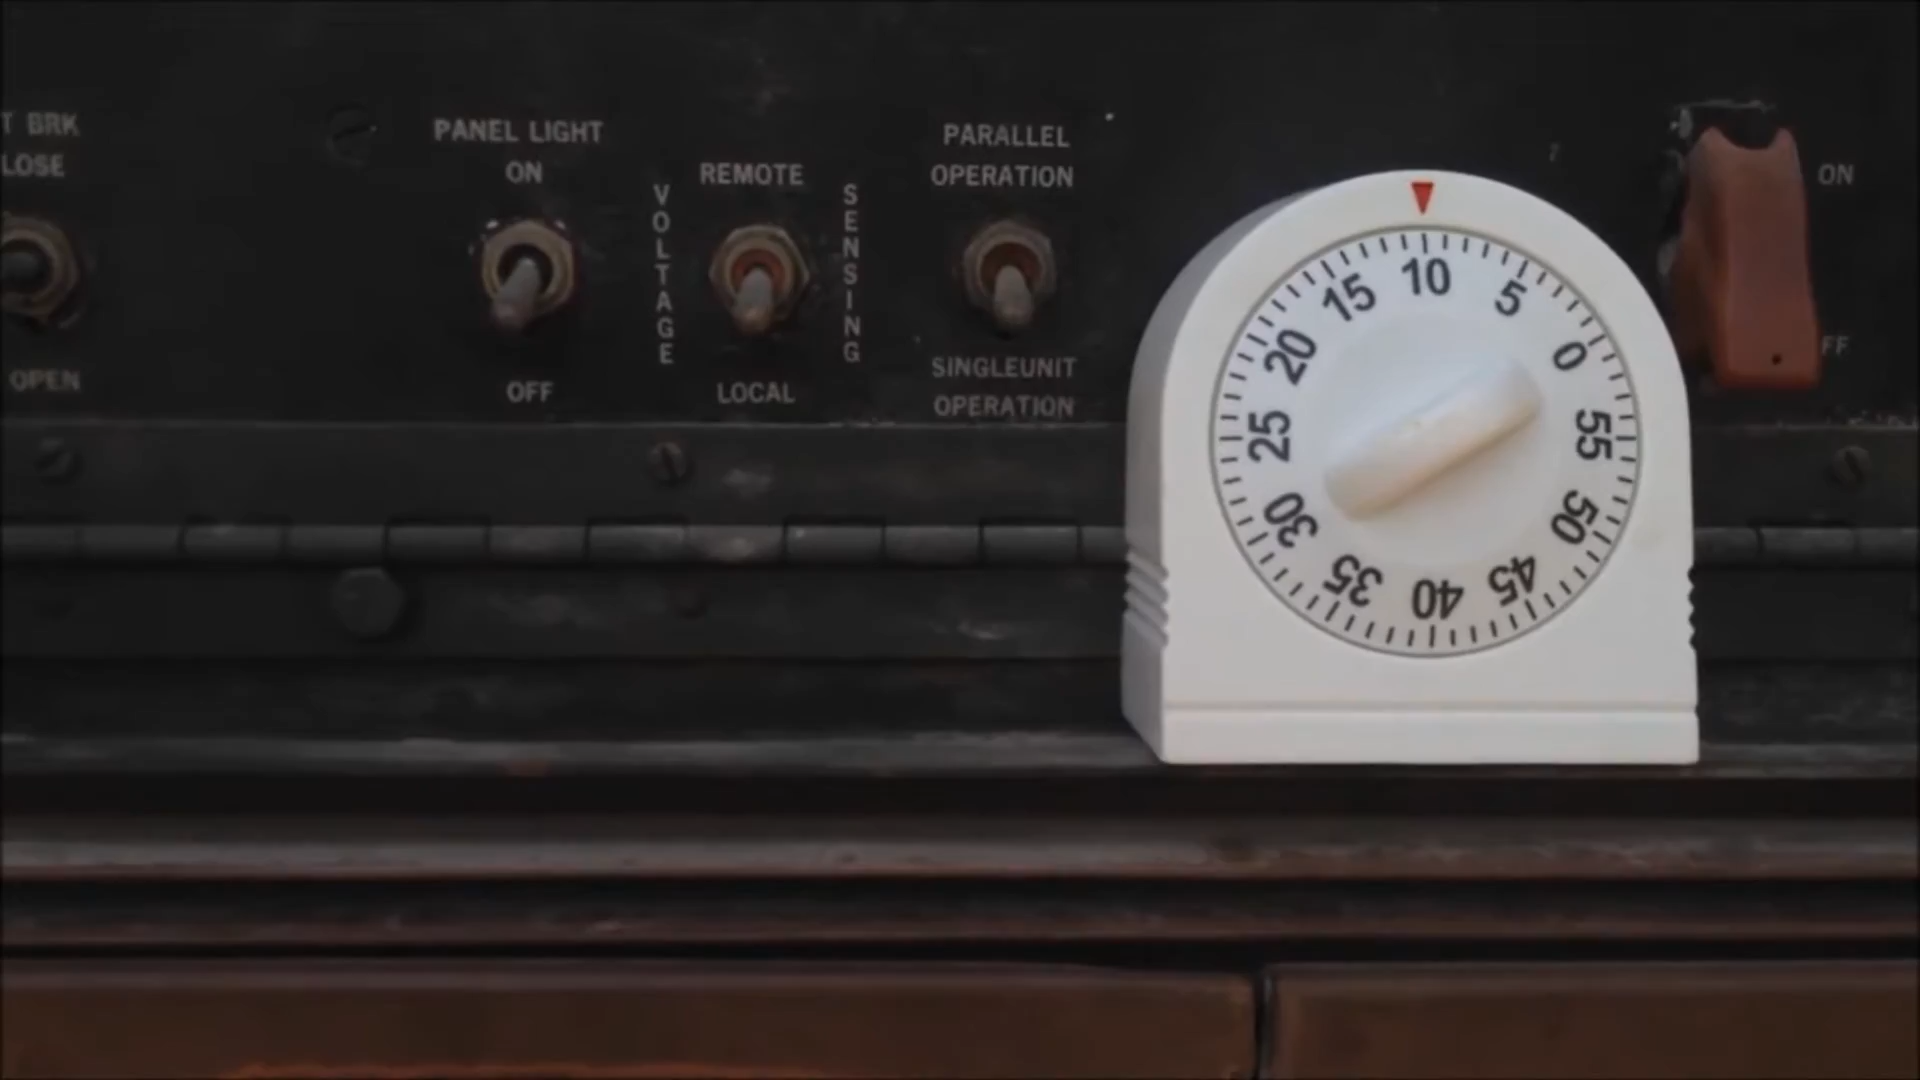 T BRK
LOSE
OPEN
PANEL LIGHT
ON
OFF
VOLTAGE
REMOTE
LOCAL
SENSING
PARALLEL
OPERATION
SINGLEUNIT
OPERATION
ON
FF
0
5
10
15
20
25
30
35
40
45
50
55